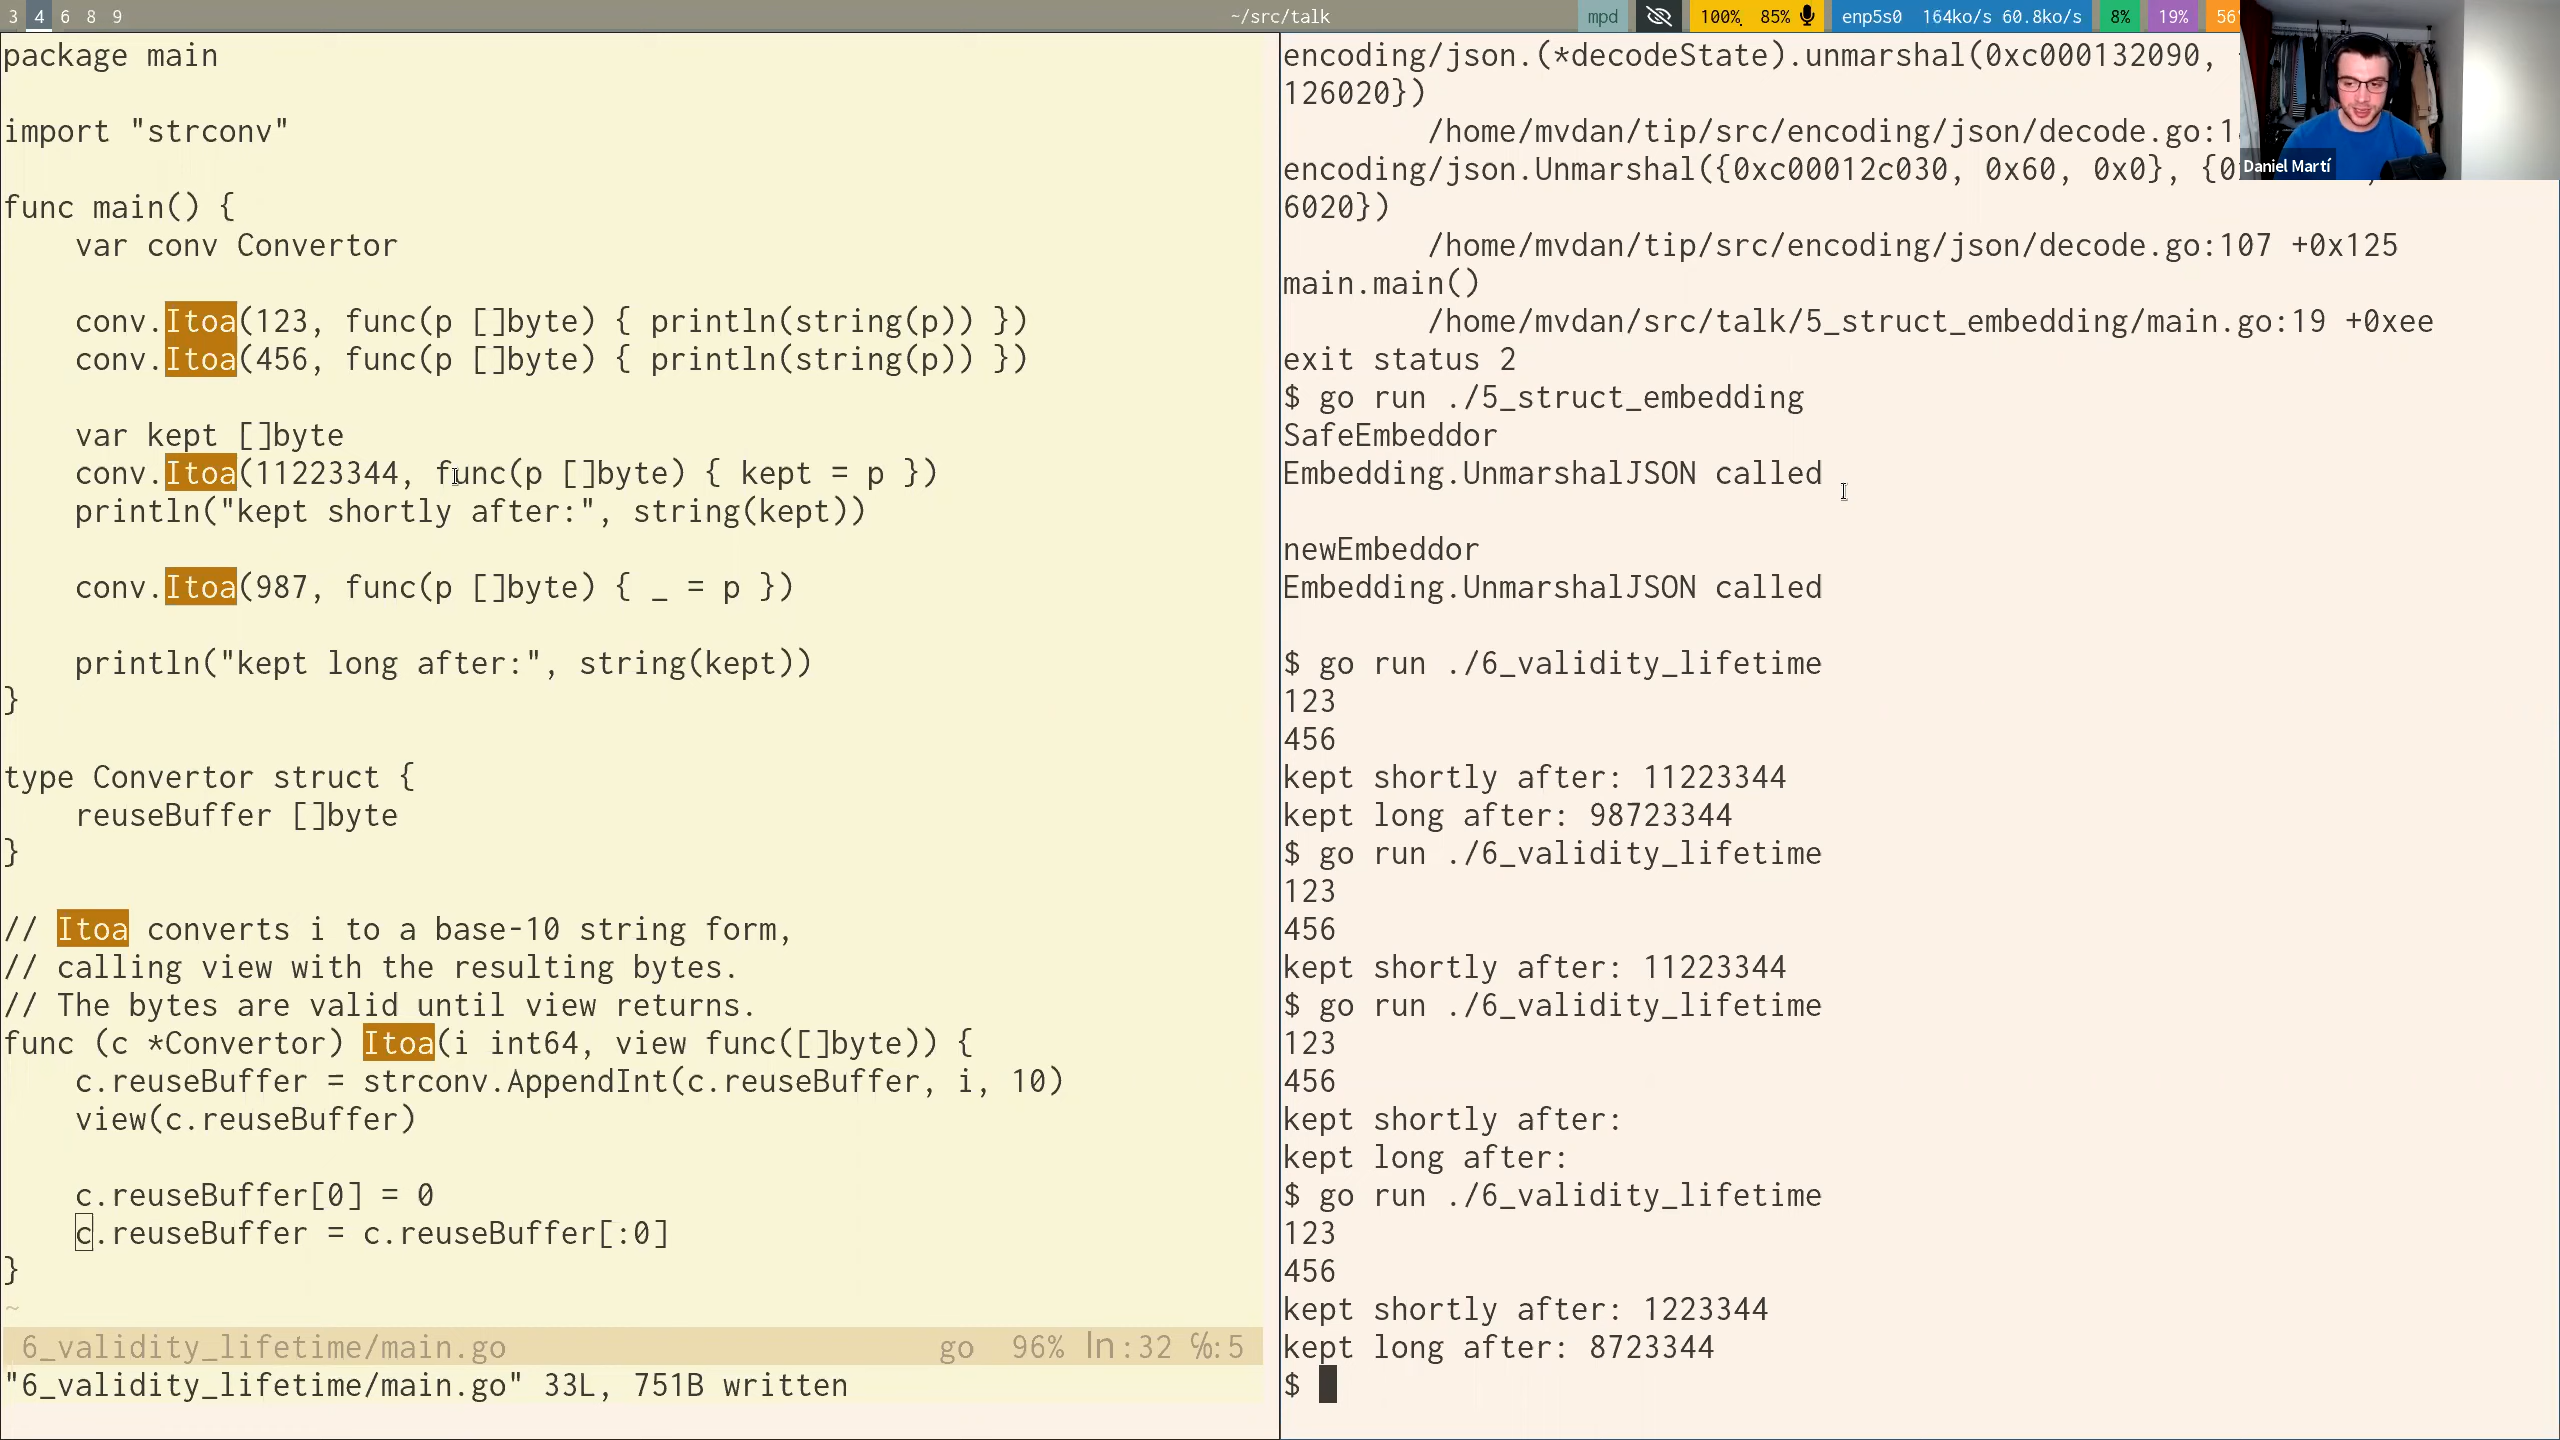 3 4 6 8 9 ~/src/talk mpd 100% 85% enp5s0 164ko/s 60.8ko/s 8% 19% 56
package main
import "strconv"
func main() {
    var conv Convertor
    conv.Itoa(123, func(p []byte) { println(string(p)) })
    conv.Itoa(456, func(p []byte) { println(string(p)) })
    var kept []byte
    conv.Itoa(11223344, func(p []byte) { kept = p })
    println("kept shortly after:", string(kept))
    conv.Itoa(987, func(p []byte) { _ = p })
    println("kept long after:", string(kept))
}
type Convertor struct {
    reuseBuffer []byte
}
// Itoa converts i to a base-10 string form,
// calling view with the resulting bytes.
// The bytes are valid until view returns.
func (c *Convertor) Itoa(i int64, view func([]byte)) {
    c.reuseBuffer = strconv.AppendInt(c.reuseBuffer, i, 10)
    view(c.reuseBuffer)
    c.reuseBuffer[0] = 0
    c.reuseBuffer = c.reuseBuffer[:0]
}
~
6_validity_lifetime/main.go go 96% ln:32 ℅:5
"6_validity_lifetime/main.go" 33L, 751B written
encoding/json.(*decodeState).unmarshal(0xc000132090,
126020})
        /home/mvdan/tip/src/encoding/json/decode.go:1
encoding/json.Unmarshal({0xc00012c030, 0x60, 0x0}, {0
6020})
        /home/mvdan/tip/src/encoding/json/decode.go:107 +0x125
main.main()
        /home/mvdan/src/talk/5_struct_embedding/main.go:19 +0xee
exit status 2
$ go run ./5_struct_embedding
SafeEmbeddor
Embedding.UnmarshalJSON called
newEmbeddor
Embedding.UnmarshalJSON called
$ go run ./6_validity_lifetime
123
456
kept shortly after: 11223344
kept long after: 98723344
$ go run ./6_validity_lifetime
123
456
kept shortly after: 11223344
$ go run ./6_validity_lifetime
123
456
kept shortly after:
kept long after:
$ go run ./6_validity_lifetime
123
456
kept shortly after: 1223344
kept long after: 8723344
$
Daniel Martí